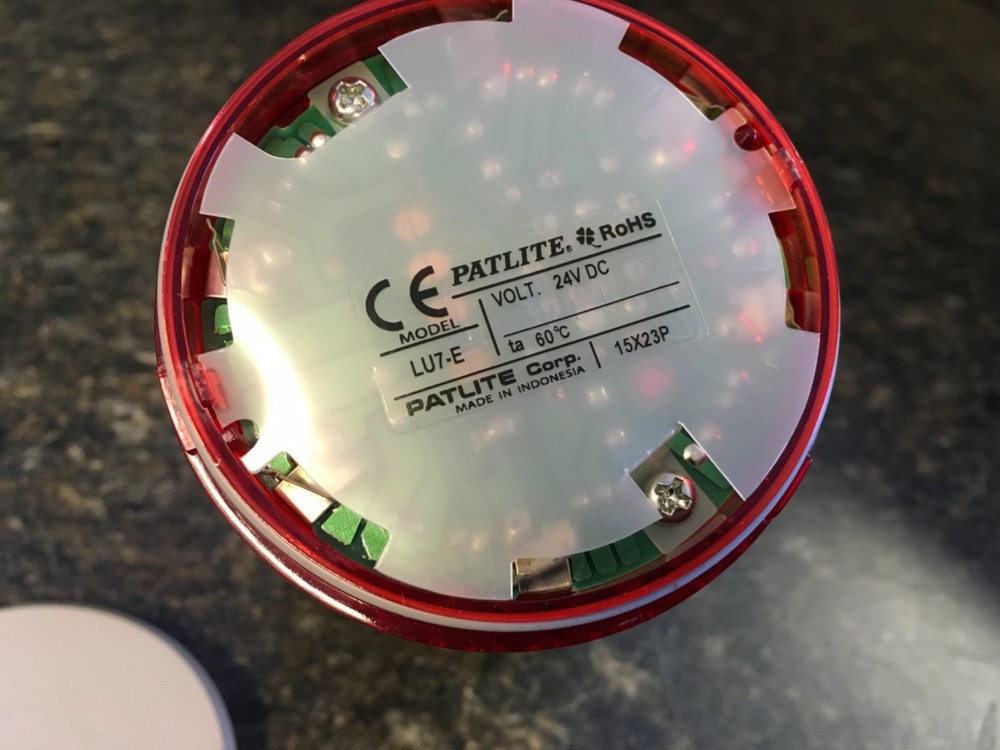 CE PATLITE® RoHS
MODEL VOLT. 24V DC
LU7-E ta 60℃
PATLITE Corp. 15X23P
MADE IN INDONESIA